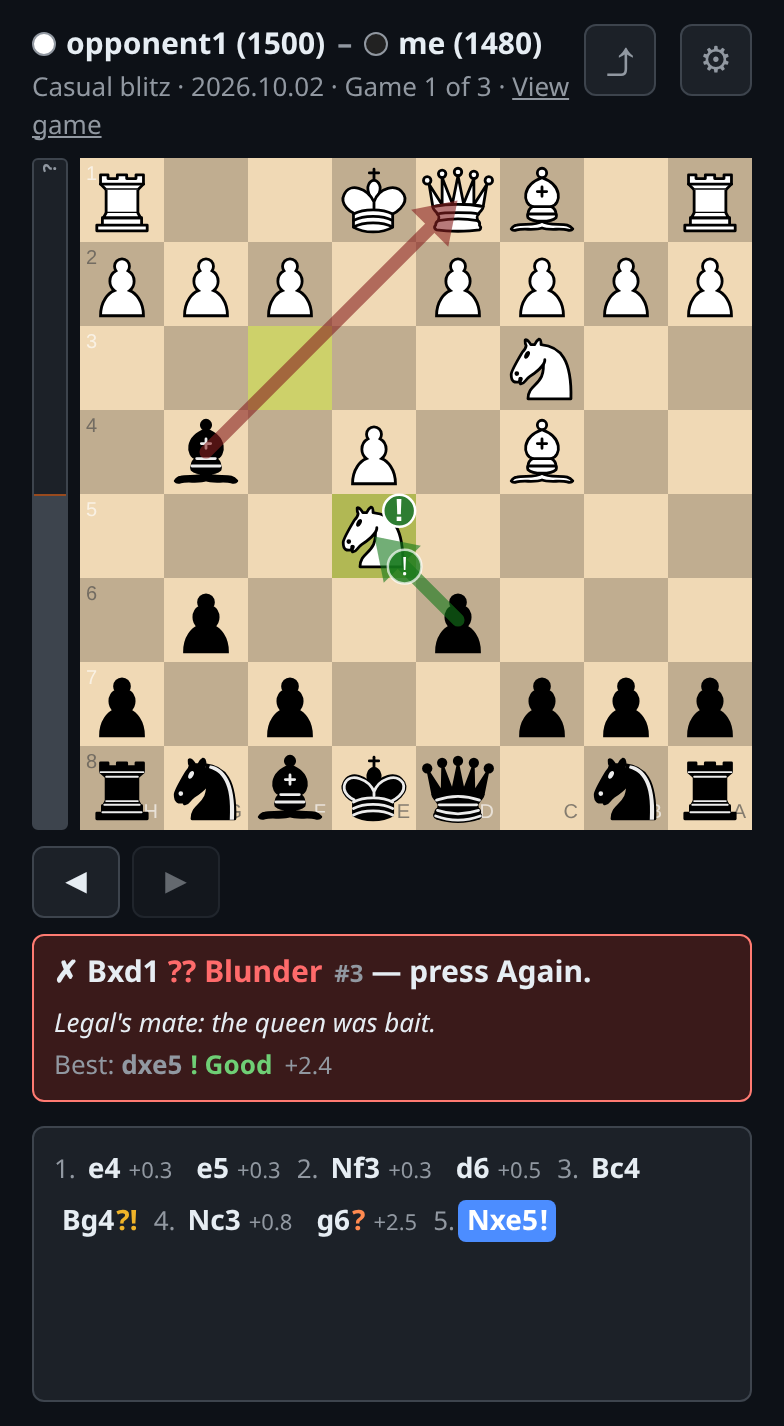 opponent1 (1500) – me (1480)
Casual blitz · 2026.10.02 · Game 1 of 3 · View
game
?
1
2
3
4
5
!
!
6
7
8
H G F E D C B A
✗ Bxd1 ?? Blunder #3 — press Again.
Legal's mate: the queen was bait.
Best: dxe5 ! Good +2.4
1. e4 +0.3 e5 +0.3 2. Nf3 +0.3 d6 +0.5 3. Bc4
Bg4?! 4. Nc3 +0.8 g6? +2.5 5. Nxe5!